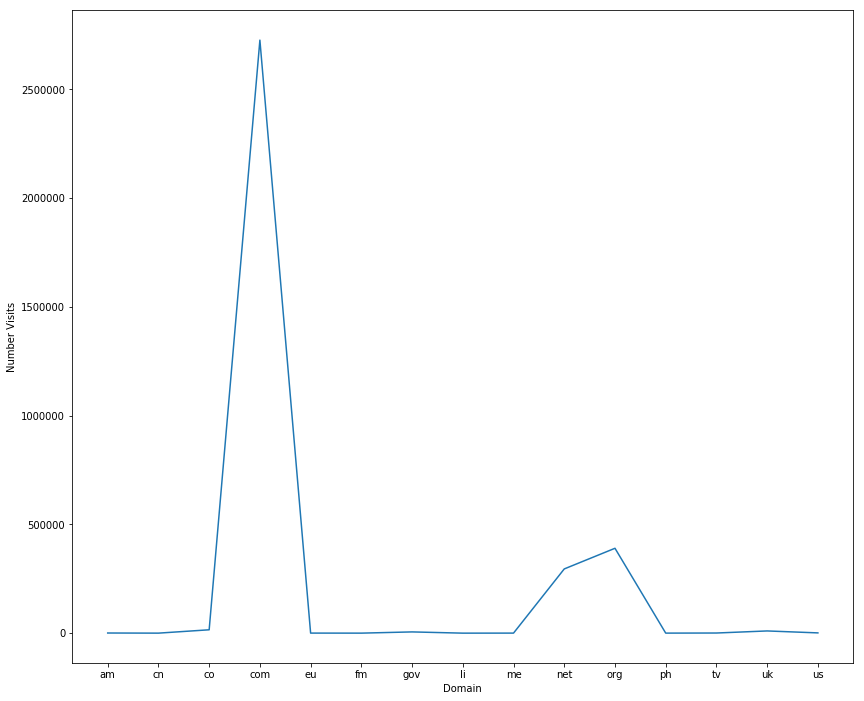 2500000
2000000
1500000
1000000
500000
0
Number Visits
am cn co com eu fm gov li me net org ph tv uk us
Domain